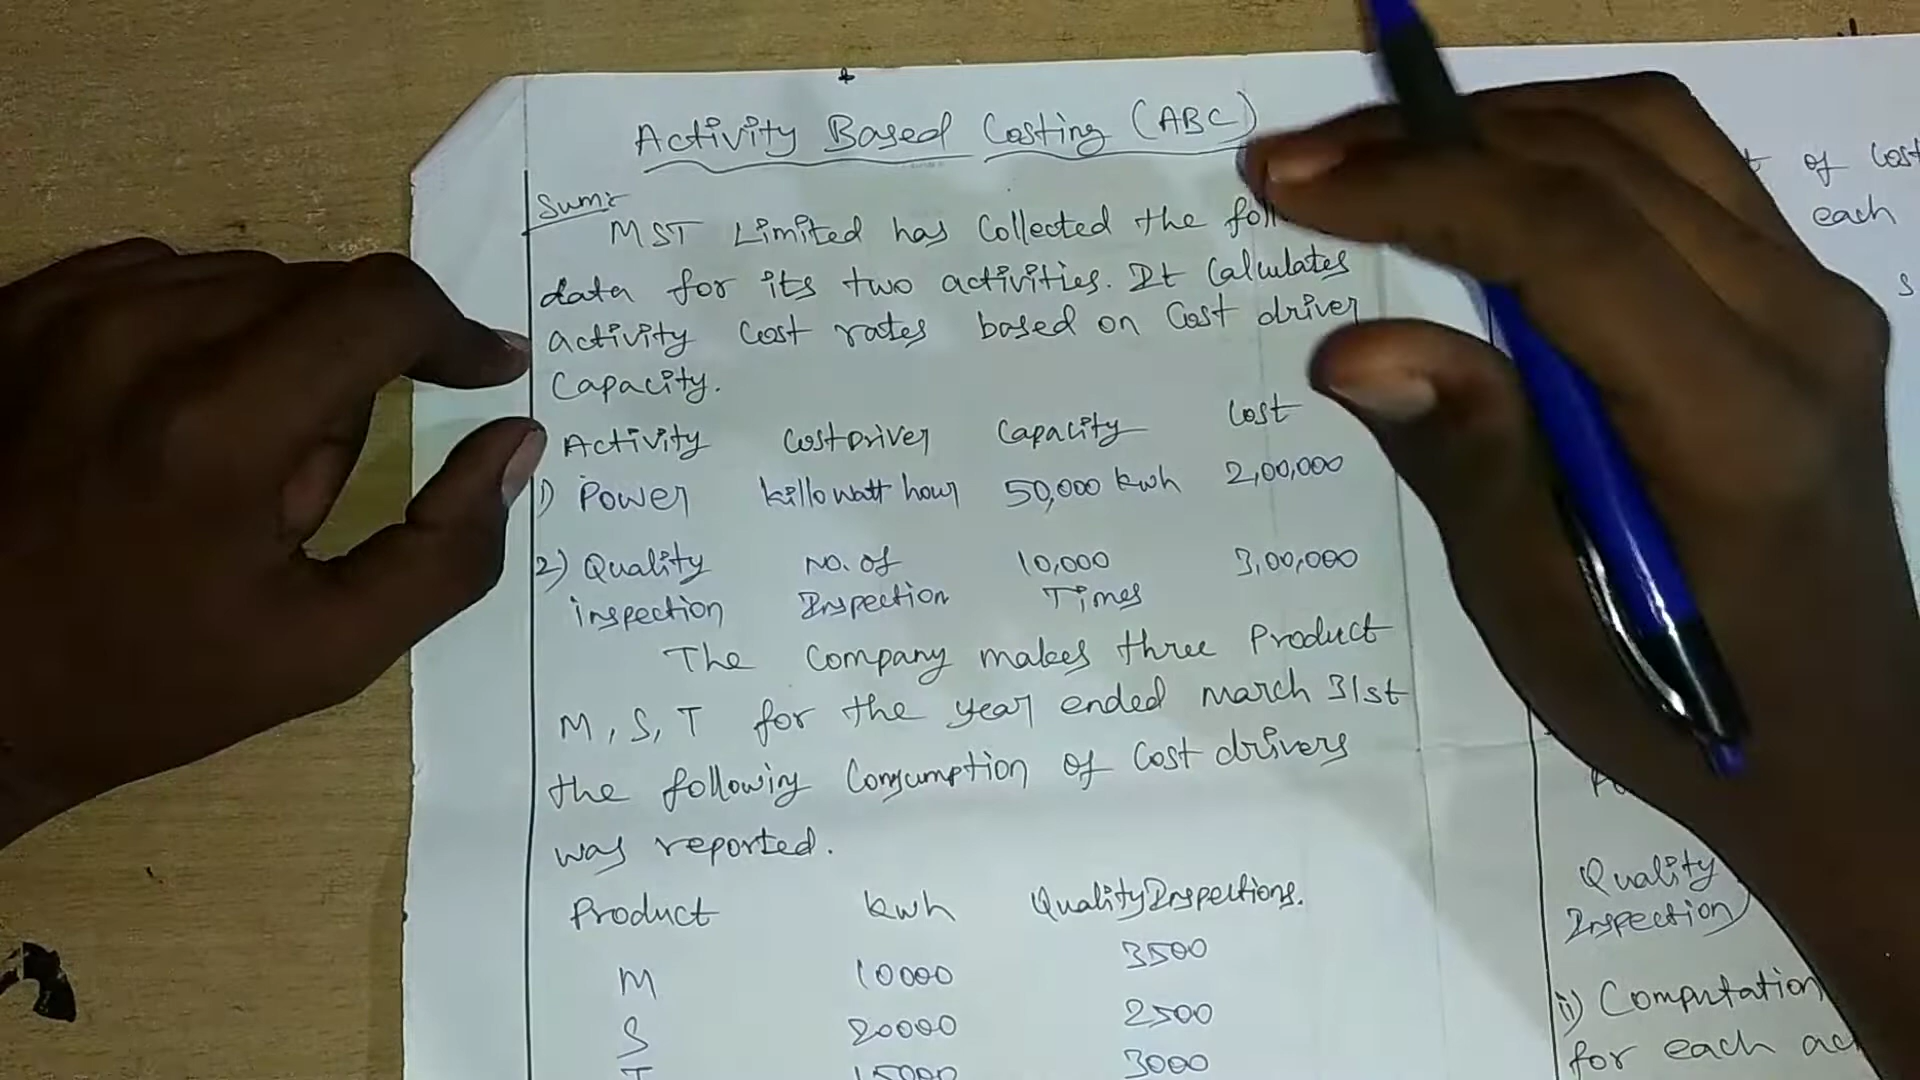 Activity Based Costing (ABC)
Sum:
MST Limited has Collected the
data for its two activities. It Calculates
activity Cost rates based on Cost driver
Capacity.
Activity Cost Driver Capacity Cost
1) Power killo watt hour 50,000 kwh 2,00,000
2) Quality No. of 10,000 3,00,000
inspection Inspection Times
The Company makes three Product
M, S, T for the year ended march 31st
the following Consumption of Cost drivers
was reported.
Product kwh Quality Inspections.
M 10000 3500
S 20000 2500
T 15000 3000
of Cost
each
s
Quality
Inspection
ii) Computation
for each